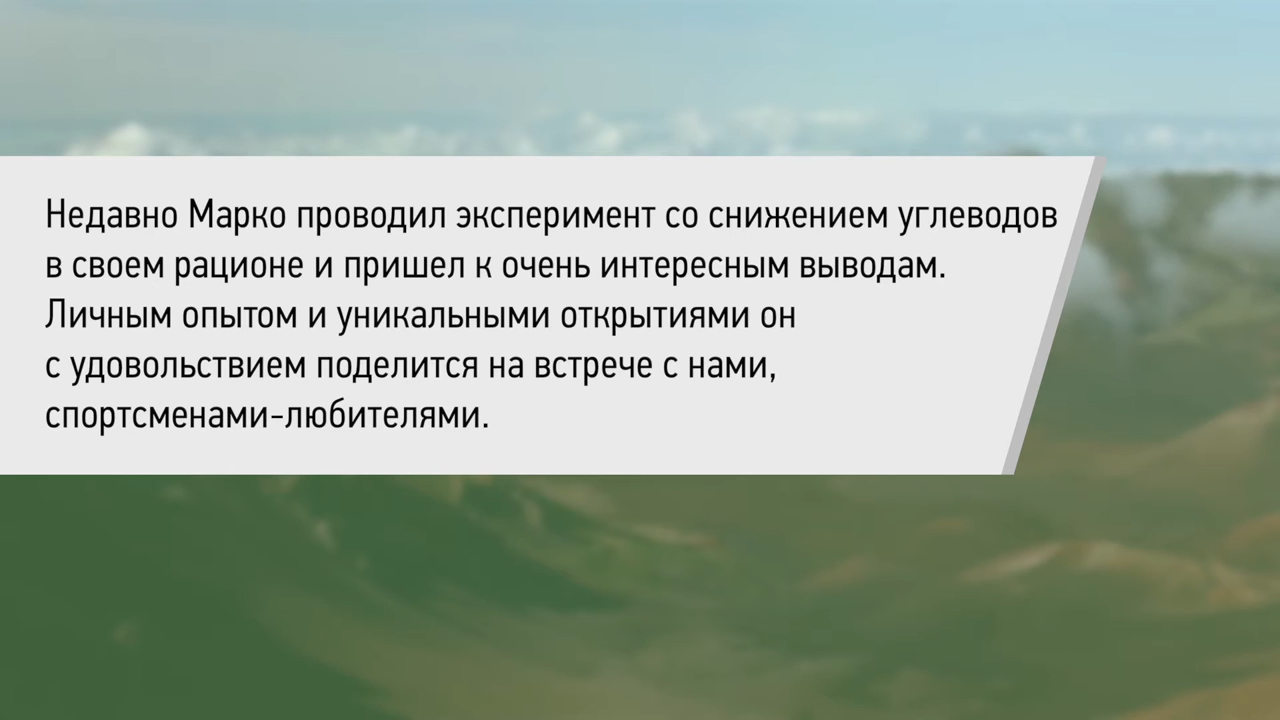 Недавно Марко проводил эксперимент со снижением углеводов
в своем рационе и пришел к очень интересным выводам.
Личным опытом и уникальными открытиями он
с удовольствием поделится на встрече с нами,
спортсменами-любителями.